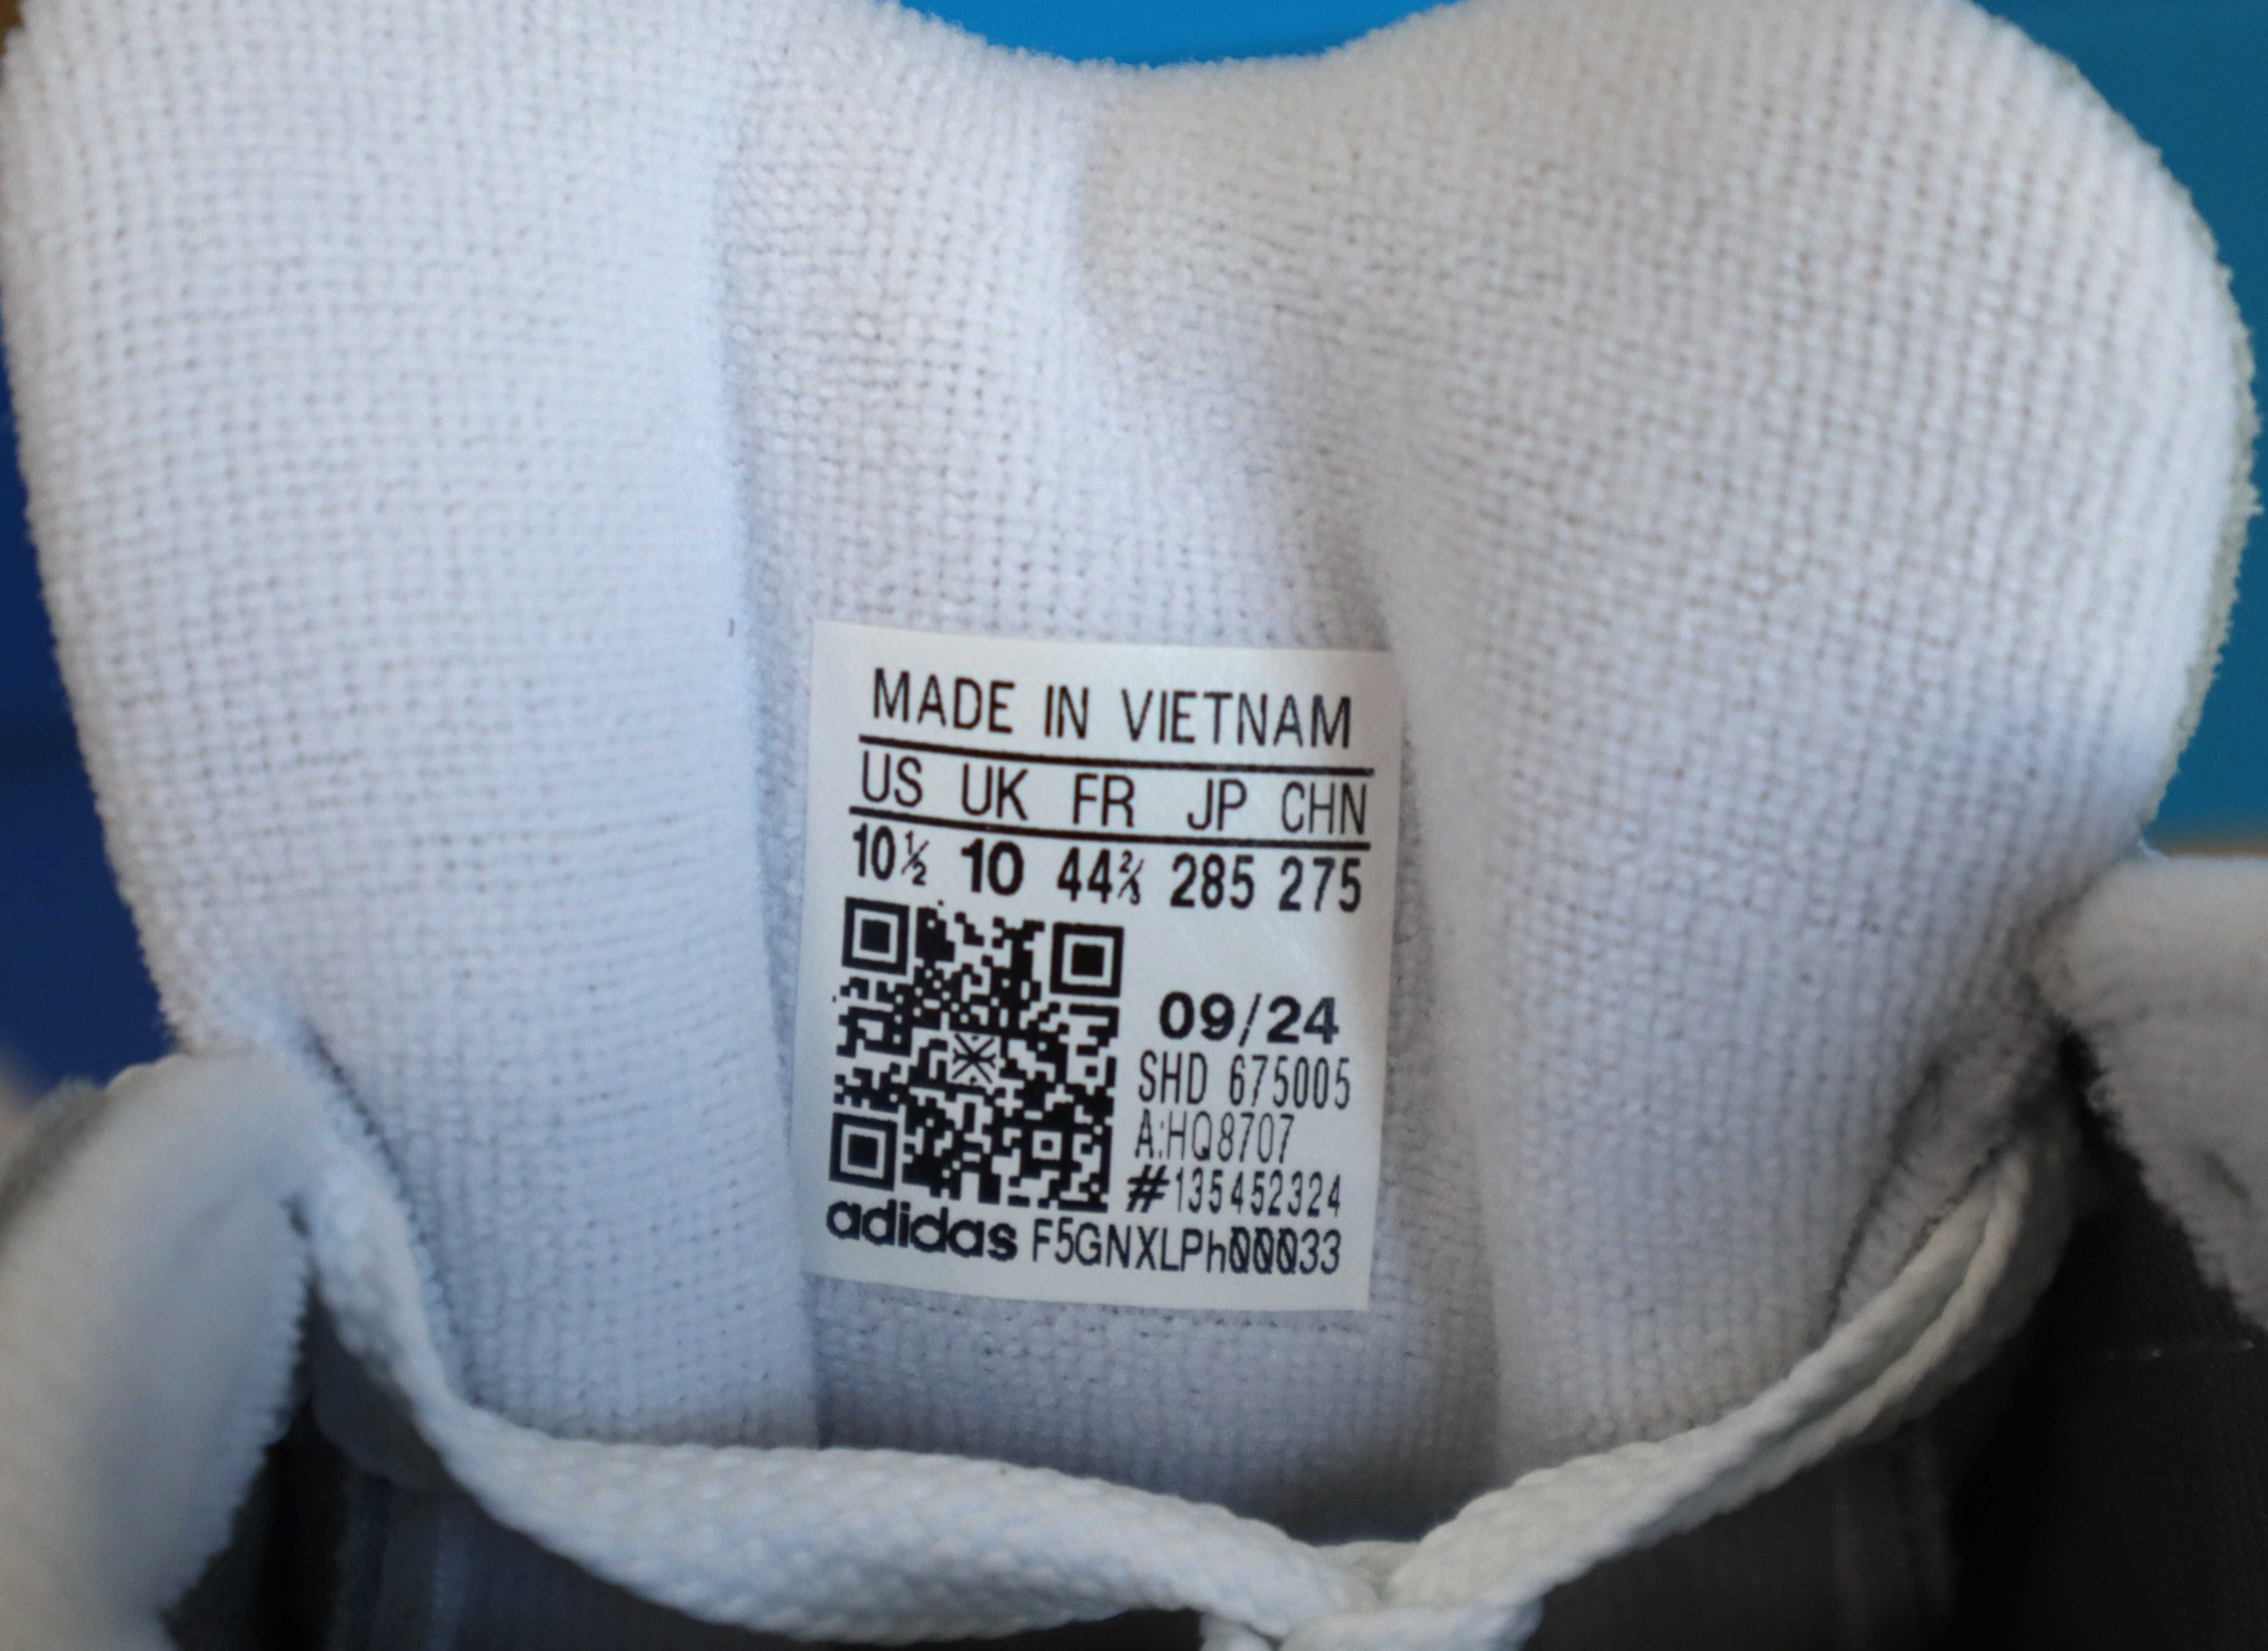 MADE IN VIETNAM
US UK FR JP CHN
10½ 10 44⅔ 285 275
09/24
SHD 675005
A:HQ8707
#135452324
adidas F5GNXLPh00033